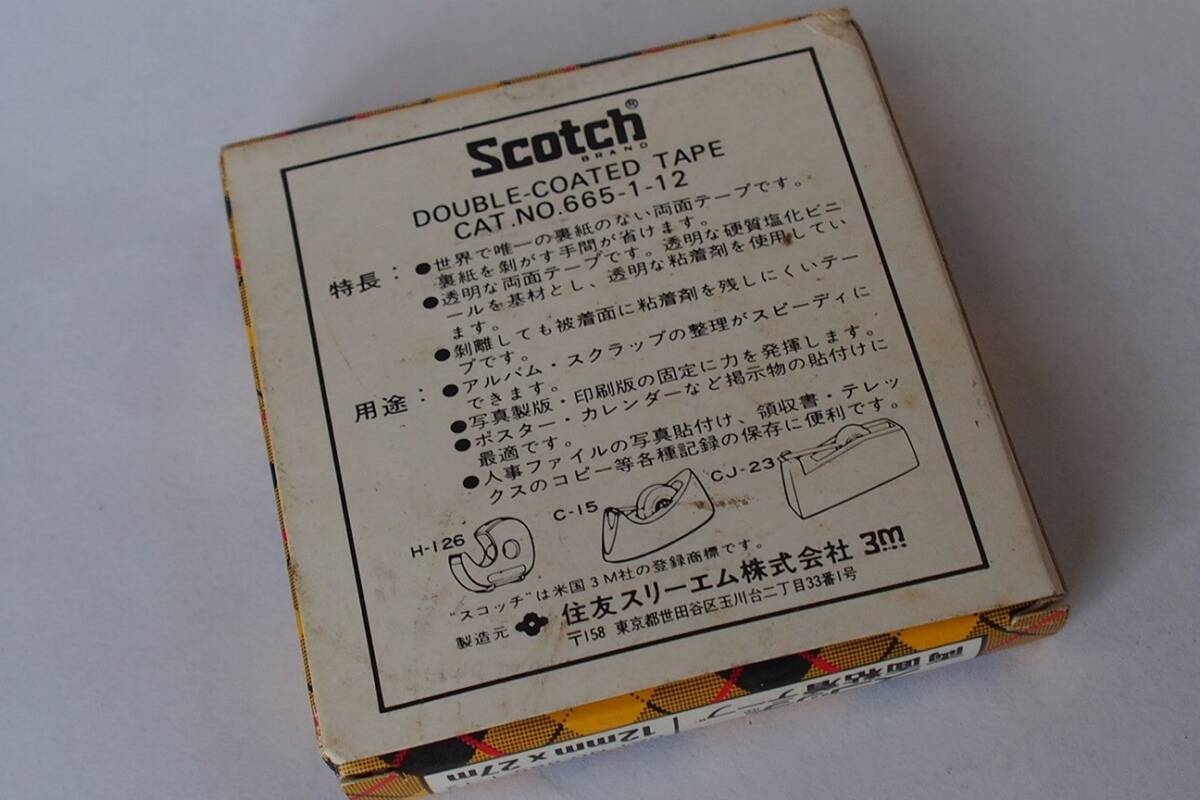 Scotch®
BRAND
DOUBLE-COATED TAPE
CAT.NO.665-1-12
特長：●世界で唯一の裏紙のない両面テープです。
裏紙を剝がす手間が省けます。
●透明な両面テープです。透明な硬質塩化ビニ
ールを基材とし、透明な粘着剤を使用してい
ます。
●剝離しても被着面に粘着剤を残しにくいテー
プです。
用途：●アルバム・スクラップの整理がスピーディに
できます。
●写真製版・印刷版の固定に力を発揮します。
●ポスター・カレンダーなど掲示物の貼付けに
最適です。
●人事ファイルの写真貼付け、領収書・テレッ
クスのコピー等各種記録の保存に便利です。
H-126 C-15 CJ-23
"スコッチ"は米国3M社の登録商標です。
製造元 住友スリーエム株式会社 3M
〒158 東京都世田谷区玉川台二丁目33番1号
両面粘着テープ
12mm x 27m